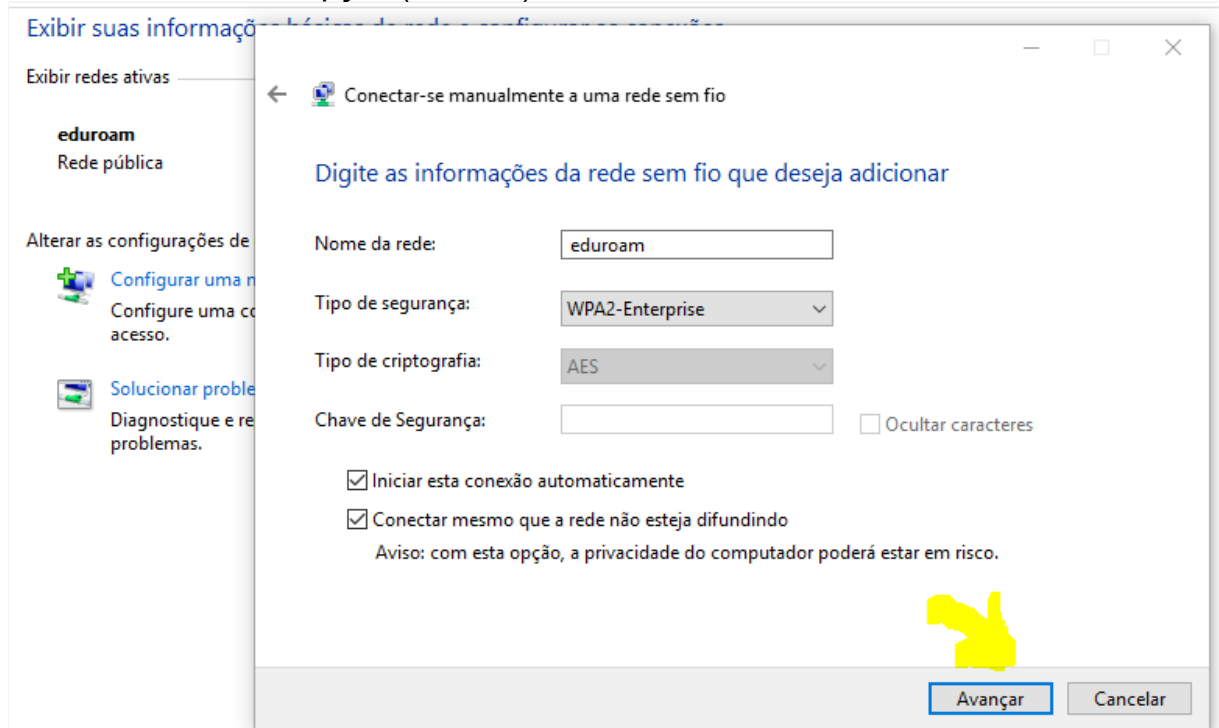 Exibir suas informaçõ
Exibir redes ativas
eduroam
Rede pública
Alterar as configurações de
Configurar uma n
Configure uma co
acesso.
Solucionar proble
Diagnostique e re
problemas.
Conectar-se manualmente a uma rede sem fio
Digite as informações da rede sem fio que deseja adicionar
Nome da rede: eduroam
Tipo de segurança: WPA2-Enterprise
Tipo de criptografia: AES
Chave de Segurança: Ocultar caracteres
Iniciar esta conexão automaticamente
Conectar mesmo que a rede não esteja difundindo
Aviso: com esta opção, a privacidade do computador poderá estar em risco.
Avançar Cancelar